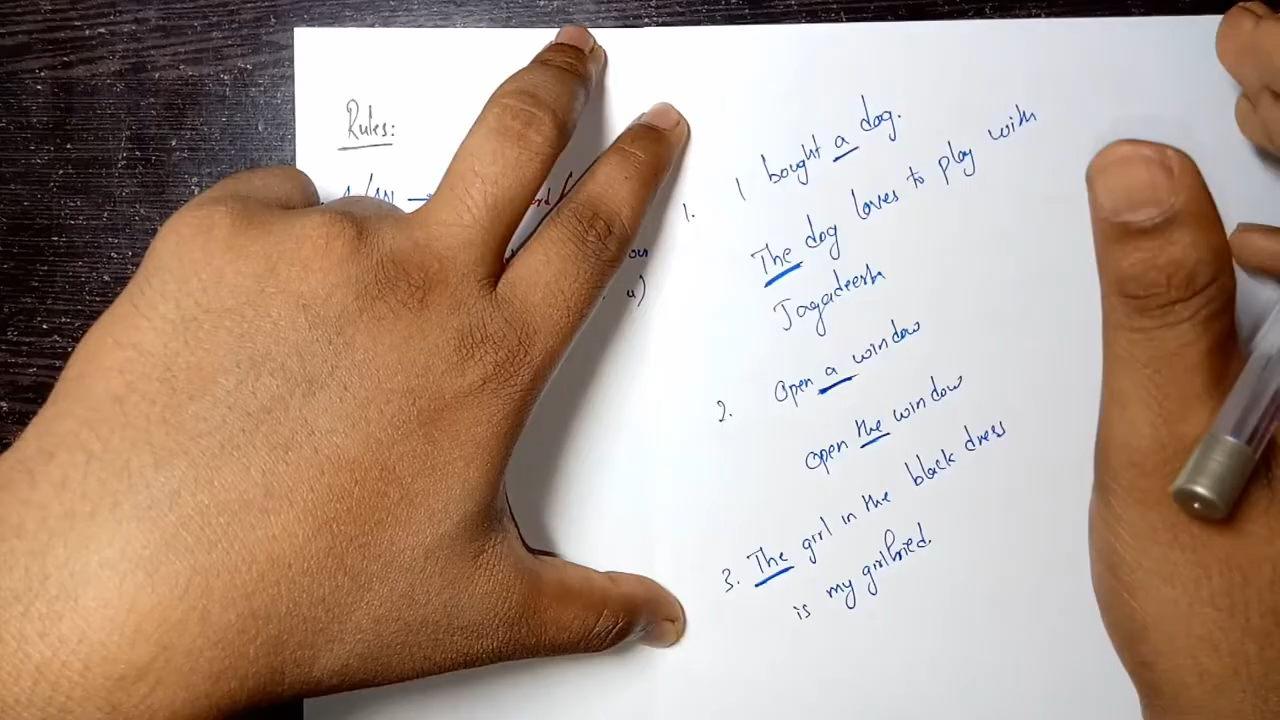 Rules:
1. I bought a dog.
The dog loves to play with
Jagadeesh
2. Open a window
Open the window
3. The girl in the black dress
is my girlfried.